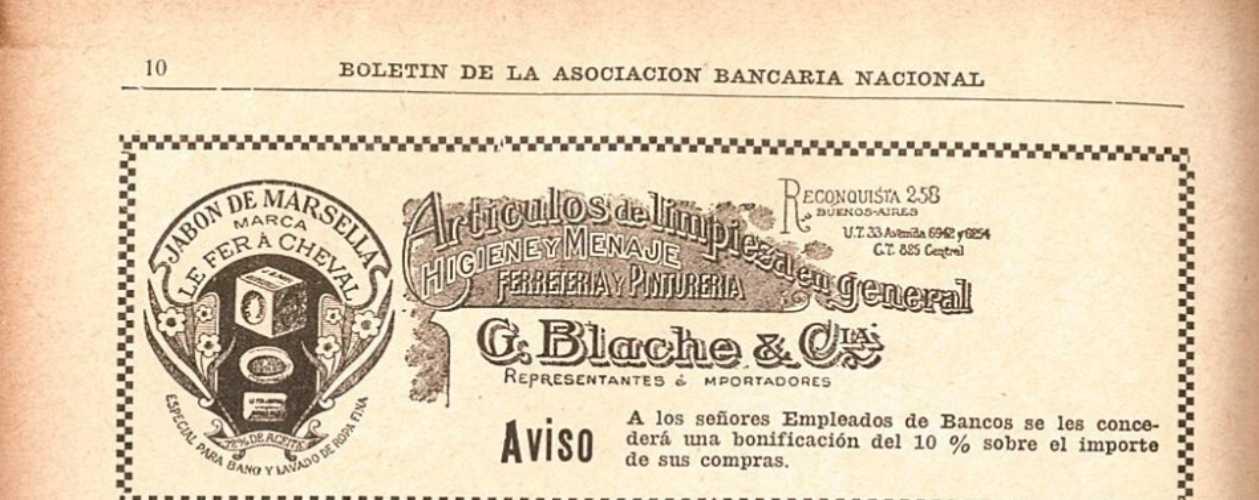 10
BOLETIN DE LA ASOCIACION BANCARIA NACIONAL
JABON DE MARSELLA
MARCA
LE FER À CHEVAL
72% DE ACEITE
ESPECIAL PARA BANO Y LAVADO DE ROPA FINA
Artículos de limpieza en general
HIGIENE Y MENAJE
FERRETERIA Y PINTURERIA
RECONQUISTA 258
BUENOS-AIRES
U.T. 33 Avenida 6942 y 6254
C.T. 885 Central
G. Blache & CIA.
REPRESENTANTES é MPORTADORES
AVISO
A los señores Empleados de Bancos se les conce-
derá una bonificación del 10 % sobre el importe
de sus compras.